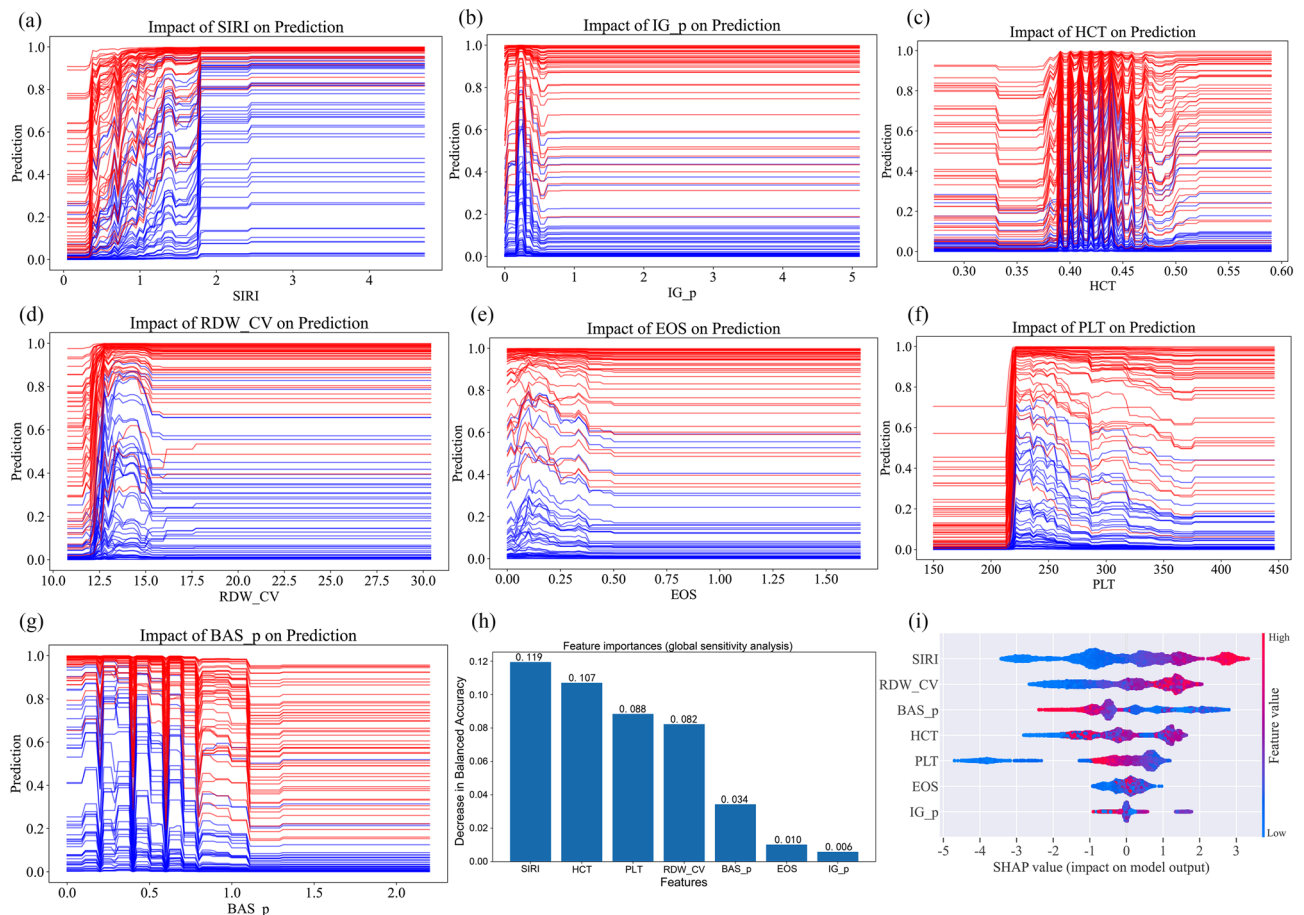 (a)
Impact of SIRI on Prediction
1.0
0.8
0.6
0.4
0.2
0.0
Prediction
0 1 2 3 4
SIRI
(b)
Impact of IG_p on Prediction
1.0
0.8
0.6
0.4
0.2
0.0
Prediction
0 1 2 3 4 5
IG_p
(c)
Impact of HCT on Prediction
1.0
0.8
0.6
0.4
0.2
0.0
Prediction
0.30 0.35 0.40 0.45 0.50 0.55 0.60
HCT
(d)
Impact of RDW_CV on Prediction
1.0
0.8
0.6
0.4
0.2
0.0
Prediction
10.0 12.5 15.0 17.5 20.0 22.5 25.0 27.5 30.0
RDW_CV
(e)
Impact of EOS on Prediction
1.0
0.8
0.6
0.4
0.2
0.0
Prediction
0.00 0.25 0.50 0.75 1.00 1.25 1.50
EOS
(f)
Impact of PLT on Prediction
1.0
0.8
0.6
0.4
0.2
0.0
Prediction
150 200 250 300 350 400 450
PLT
(g)
Impact of BAS_p on Prediction
1.0
0.8
0.6
0.4
0.2
0.0
Prediction
0.0 0.5 1.0 1.5 2.0
BAS_p
(h)
Feature importances (global sensitivity analysis)
0.12
0.10
0.08
0.06
0.04
0.02
0.00
Decrease in Balanced Accuracy
0. 119
0. 107
0. 088
0. 082
0. 034
0. 010
0. 006
SIRI HCT PLT RDW_CV BAS_p EOS IG_p
Features
(i)
SIRI
RDW_CV
BAS_p
HCT
PLT
EOS
IG_p
-5 -4 -3 -2 -1 0 1 2 3
SHAP value (impact on model output)
High
Feature value
Low